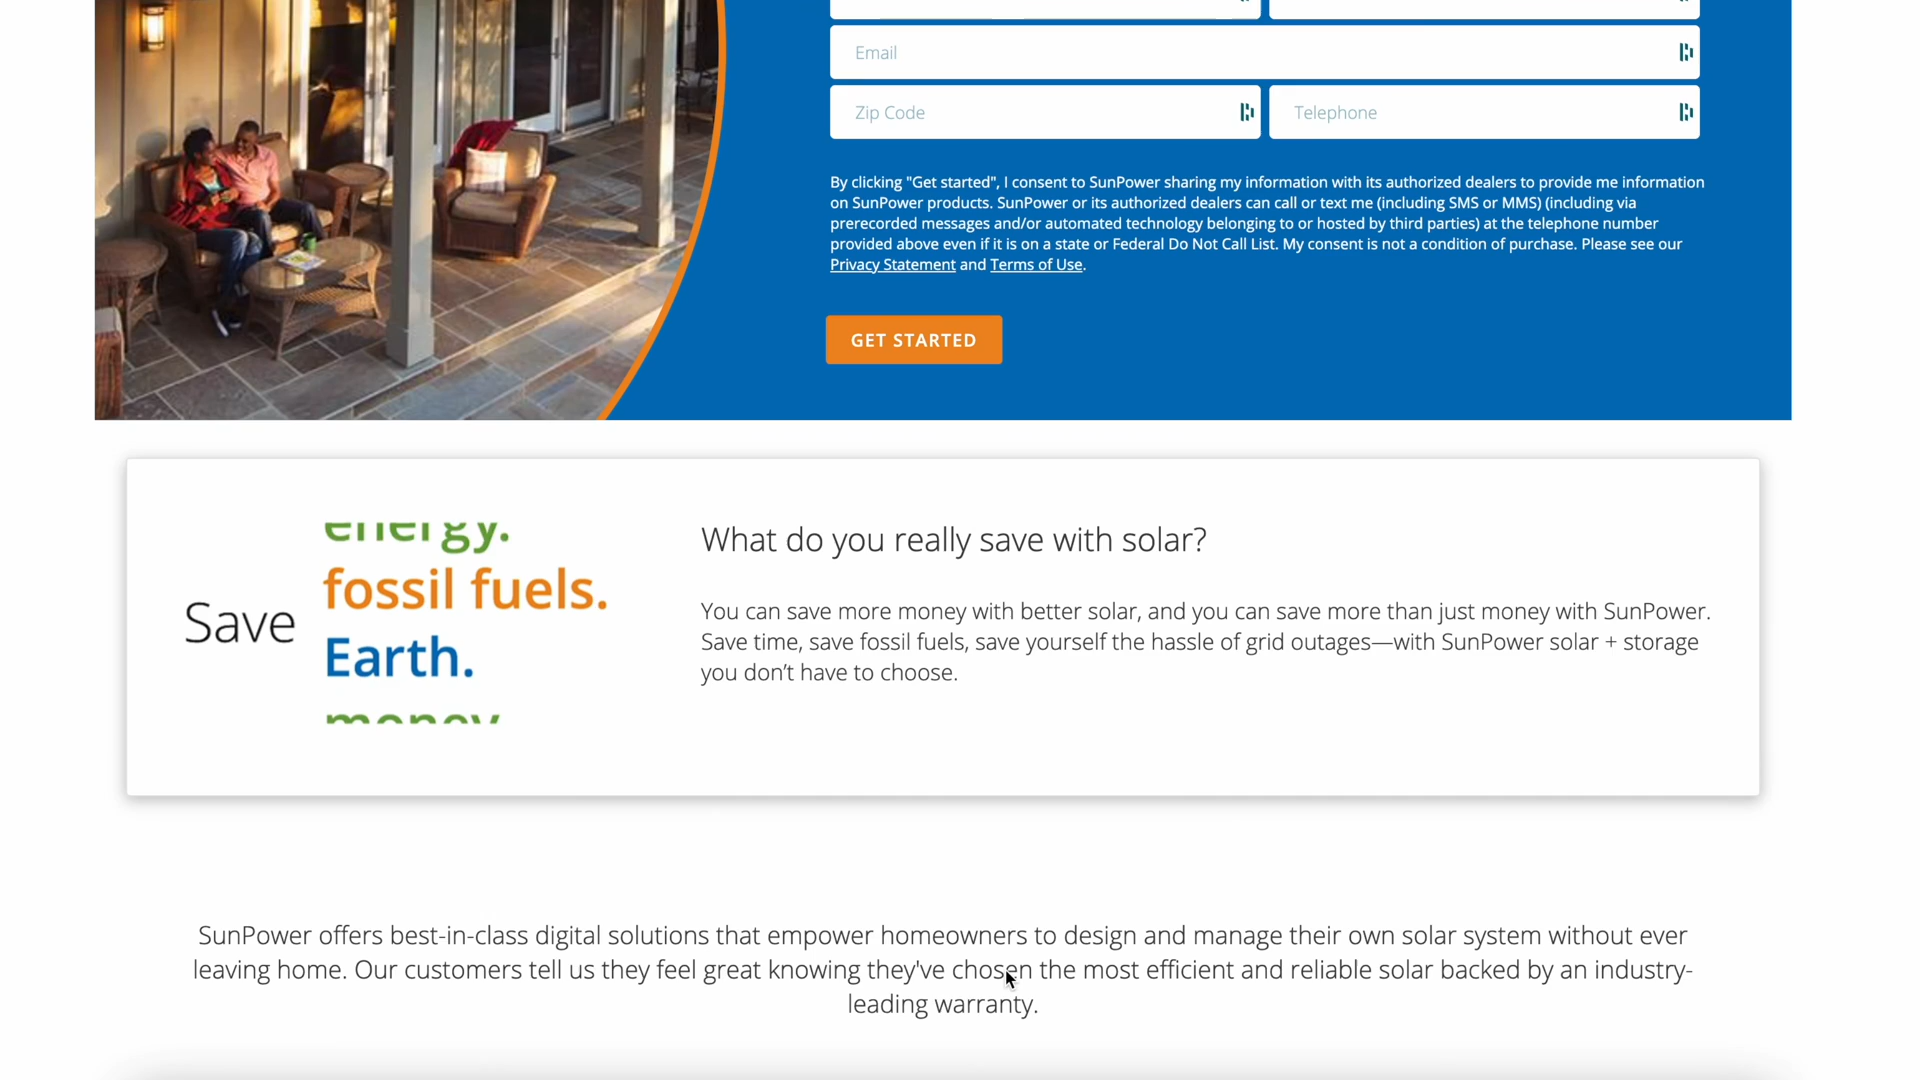 Email
Zip Code
Telephone
By clicking "Get started", I consent to SunPower sharing my information with its authorized dealers to provide me information
on SunPower products. SunPower or its authorized dealers can call or text me (including SMS or MMS) (including via
prerecorded messages and/or automated technology belonging to or hosted by third parties) at the telephone number
provided above even if it is on a state or Federal Do Not Call List. My consent is not a condition of purchase. Please see our
Privacy Statement and Terms of Use.
GET STARTED
energy.
fossil fuels.
Save
Earth.
money
What do you really save with solar?
You can save more money with better solar, and you can save more than just money with SunPower.
Save time, save fossil fuels, save yourself the hassle of grid outages—with SunPower solar + storage
you don’t have to choose.
SunPower offers best-in-class digital solutions that empower homeowners to design and manage their own solar system without ever
leaving home. Our customers tell us they feel great knowing they've chosen the most efficient and reliable solar backed by an industry-
leading warranty.